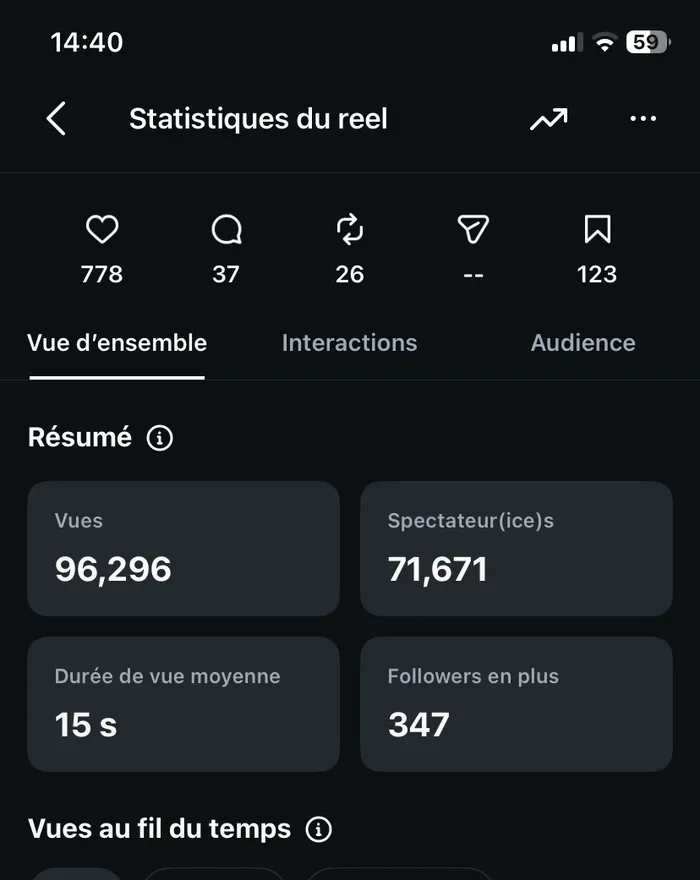 14:40
59
Statistiques du reel
778 37 26 -- 123
Vue d’ensemble Interactions Audience
Résumé
Vues Spectateur(ice)s
96,296 71,671
Durée de vue moyenne Followers en plus
15 s 347
Vues au fil du temps